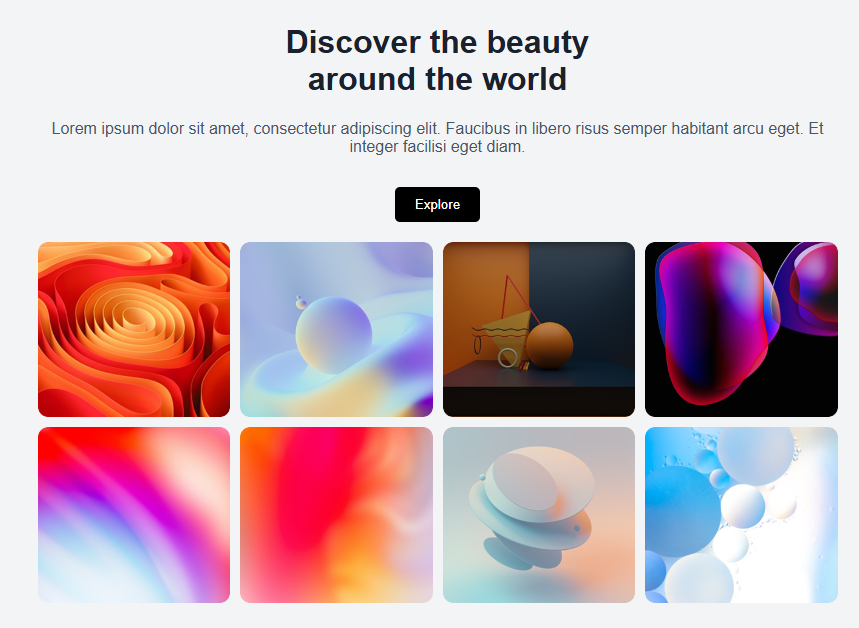 Discover the beauty
around the world
Lorem ipsum dolor sit amet, consectetur adipiscing elit. Faucibus in libero risus semper habitant arcu eget. Et
integer facilisi eget diam.
Explore